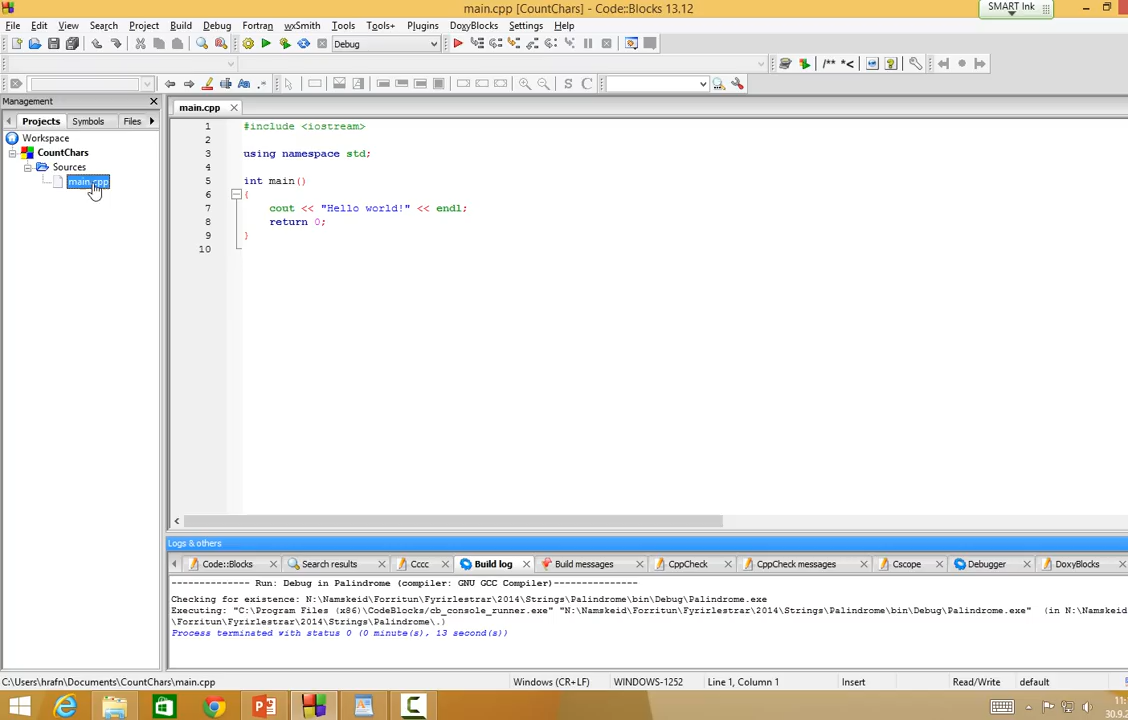 main.cpp [CountChars] - Code::Blocks 13.12
SMART Ink
File Edit View Search Project Build Debug Fortran wxSmith Tools Tools+ Plugins DoxyBlocks Settings Help
Debug
/** *<
S C
Management
Projects Symbols Files
main.cpp
Workspace
CountChars
Sources
main.cpp
1 #include <iostream>
2
3 using namespace std;
4
5 int main()
6 {
7 cout << "Hello world!" << endl;
8 return 0;
9 }
10
Logs & others
Code::Blocks Search results Cccc Build log Build messages CppCheck CppCheck messages Cscope Debugger DoxyBlocks
-------------- Run: Debug in Palindrome (compiler: GNU GCC Compiler)---------------
Checking for existence: N:\Namskeid\Forritun\Fyrirlestrar\2014\Strings\Palindrome\bin\Debug\Palindrome.exe
Executing: "C:\Program Files (x86)\CodeBlocks/cb_console_runner.exe" "N:\Namskeid\Forritun\Fyrirlestrar\2014\Strings\Palindrome\bin\Debug\Palindrome.exe" (in N:\Namskeid
\Forritun\Fyrirlestrar\2014\Strings\Palindrome\.)
Process terminated with status 0 (0 minute(s), 13 second(s))
C:\Users\hrafn\Documents\CountChars\main.cpp Windows (CR+LF) WINDOWS-1252 Line 1, Column 1 Insert Read/Write default
11:
30.9.2